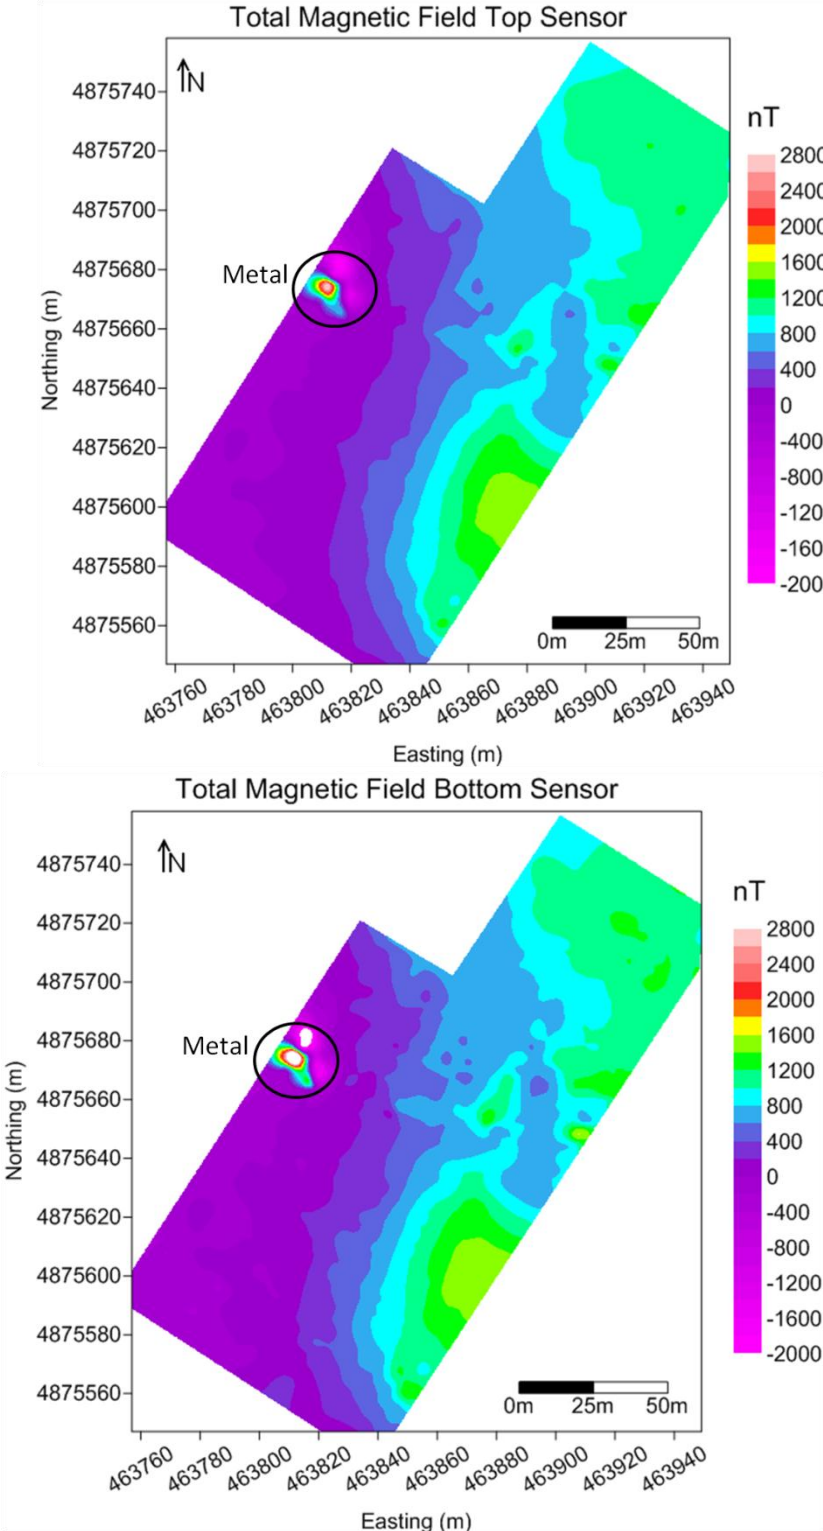 Total Magnetic Field Top Sensor
N
nT
4875740
4875720
4875700
4875680
4875660
4875640
4875620
4875600
4875580
4875560
Northing (m)
Metal
2800
2400
2000
1600
1200
800
400
0
-400
-800
-120
-160
-200
0m 25m 50m
463760 463780 463800 463820 463840 463860 463880 463900 463920 463940
Easting (m)
Total Magnetic Field Bottom Sensor
N
nT
4875740
4875720
4875700
4875680
4875660
4875640
4875620
4875600
4875580
4875560
Northing (m)
Metal
2800
2400
2000
1600
1200
800
400
0
-400
-800
-1200
-1600
-2000
0m 25m 50m
463760 463780 463800 463820 463840 463860 463880 463900 463920 463940
Easting (m)